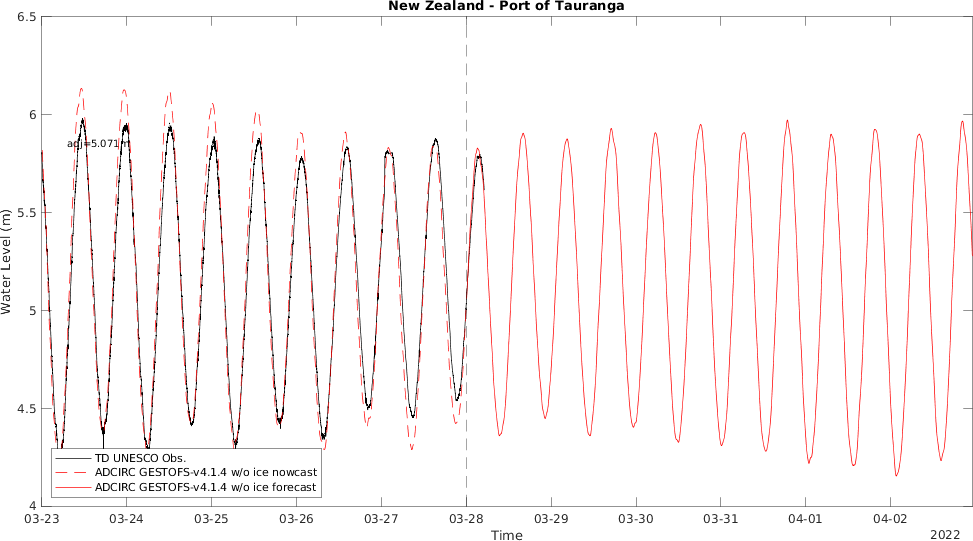 New Zealand - Port of Tauranga
6.5
6
5.5
5
4.5
4
Water Level (m)
adj=5.071 m
TD UNESCO Obs.
ADCIRC GESTOFS-v4.1.4 w/o ice nowcast
ADCIRC GESTOFS-v4.1.4 w/o ice forecast
03-23 03-24 03-25 03-26 03-27 03-28 03-29 03-30 03-31 04-01 04-02
Time
2022